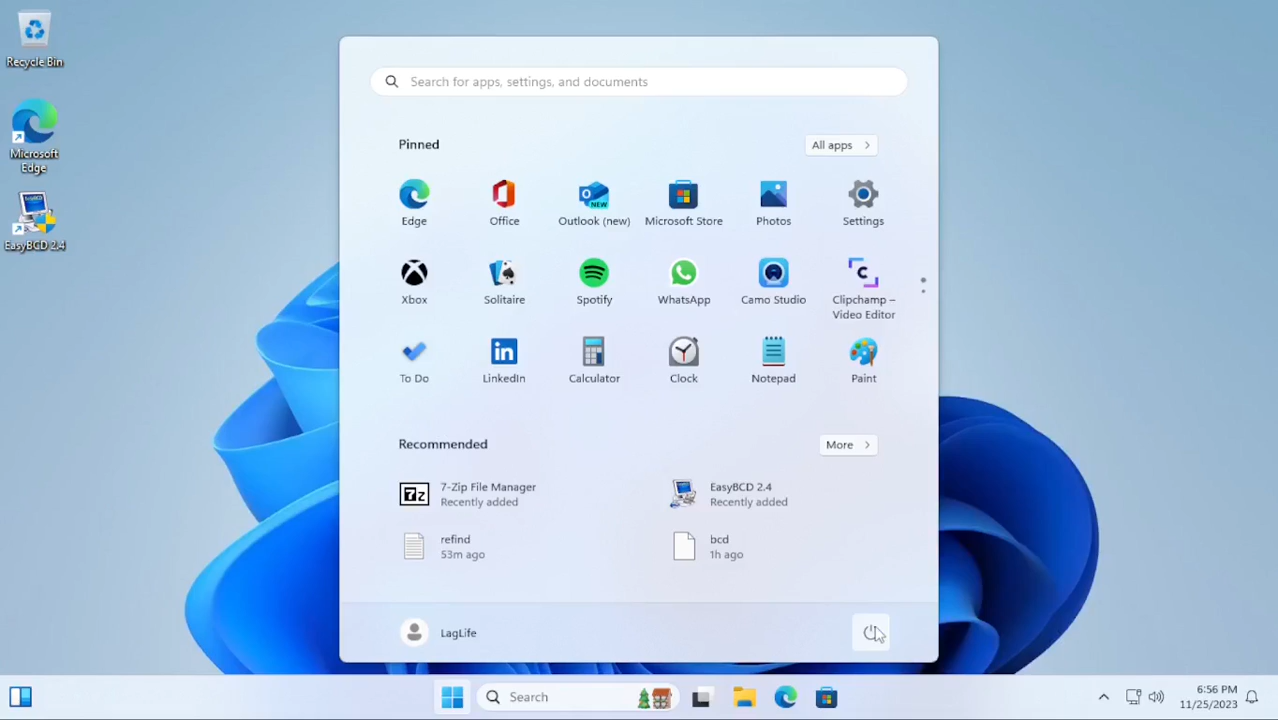 Recycle Bin
Microsoft
Edge
EasyBCD 2.4
Search for apps, settings, and documents
Pinned
All apps
Edge
Office
Outlook (new)
Microsoft Store
Photos
Settings
Xbox
Solitaire
Spotify
WhatsApp
Camo Studio
Clipchamp –
Video Editor
To Do
LinkedIn
Calculator
Clock
Notepad
Paint
Recommended
More
7-Zip File Manager
Recently added
EasyBCD 2.4
Recently added
refind
53m ago
bcd
1h ago
LagLife
Search
6:56 PM
11/25/2023